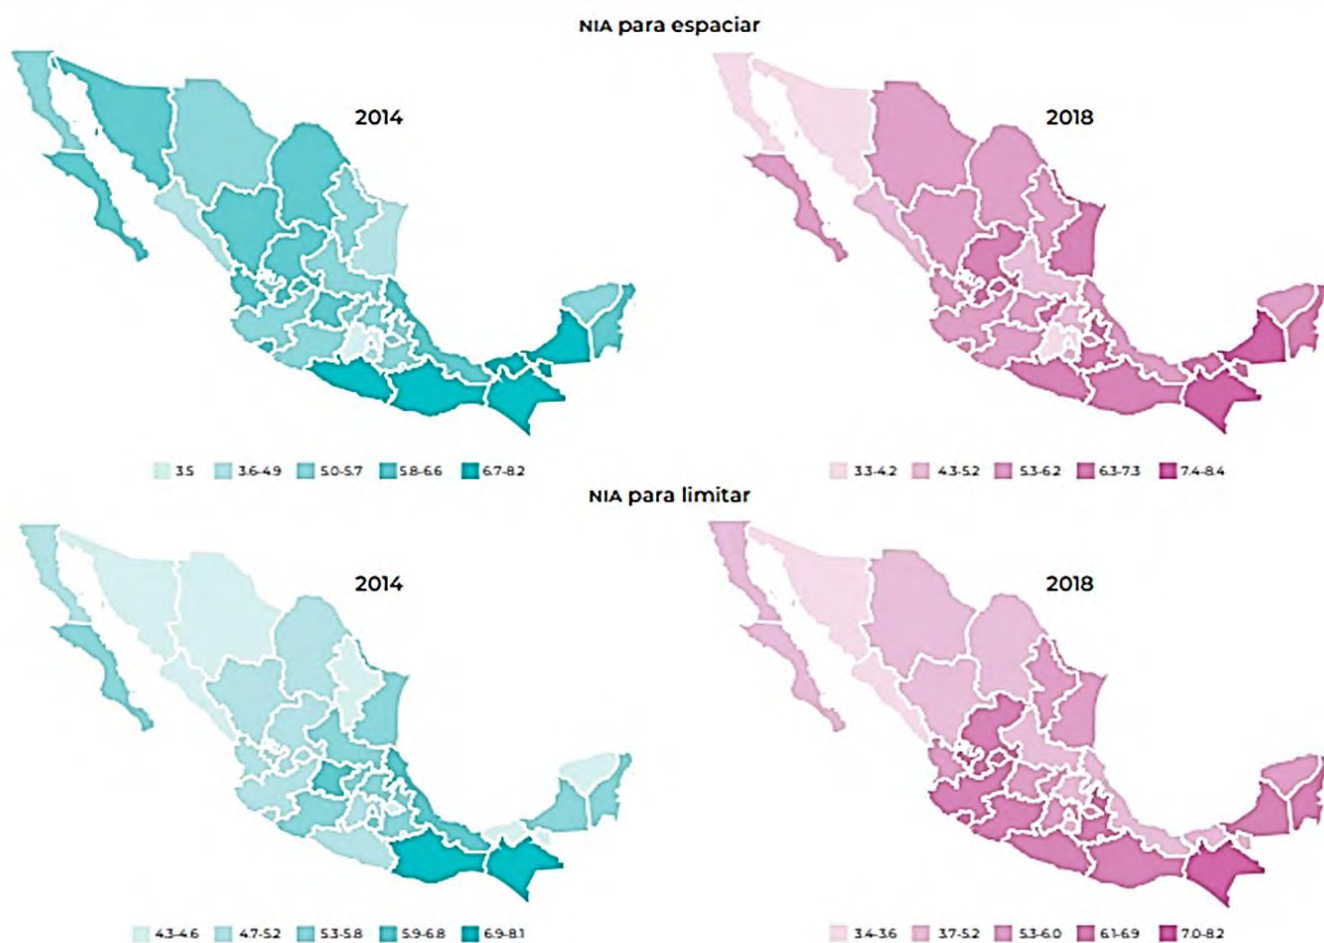 NIA para espaciar
2014
2018
3.5 3.6-4.9 5.0-5.7 5.8-6.6 6.7-8.2
3.3-4.2 4.3-5.2 5.3-6.2 6.3-7.3 7.4-8.4
NIA para limitar
2014
2018
4.3-4.6 4.7-5.2 5.3-5.8 5.9-6.8 6.9-8.1
3.4-3.6 3.7-5.2 5.3-6.0 6.1-6.9 7.0-8.2